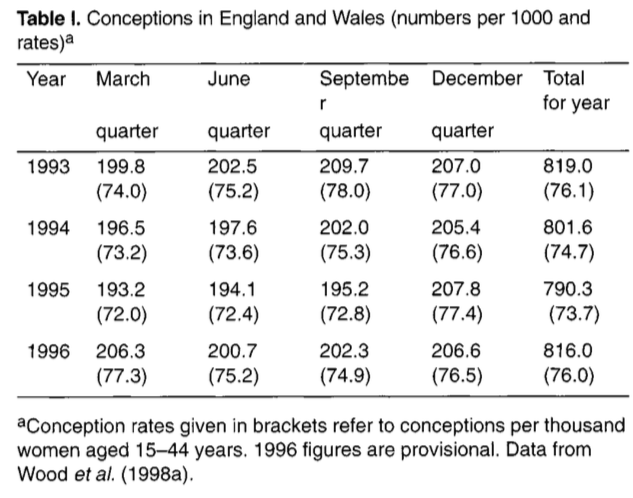 Table I. Conceptions in England and Wales (numbers per 1000 and
rates)a
Year March June Septembe December Total
r for year
quarter quarter quarter quarter
1993 199.8 202.5 209.7 207.0 819.0
(74.0) (75.2) (78.0) (77.0) (76.1)
1994 196.5 197.6 202.0 205.4 801.6
(73.2) (73.6) (75.3) (76.6) (74.7)
1995 193.2 194.1 195.2 207.8 790.3
(72.0) (72.4) (72.8) (77.4) (73.7)
1996 206.3 200.7 202.3 206.6 816.0
(77.3) (75.2) (74.9) (76.5) (76.0)
aConception rates given in brackets refer to conceptions per thousand
women aged 15–44 years. 1996 figures are provisional. Data from
Wood et al. (1998a).